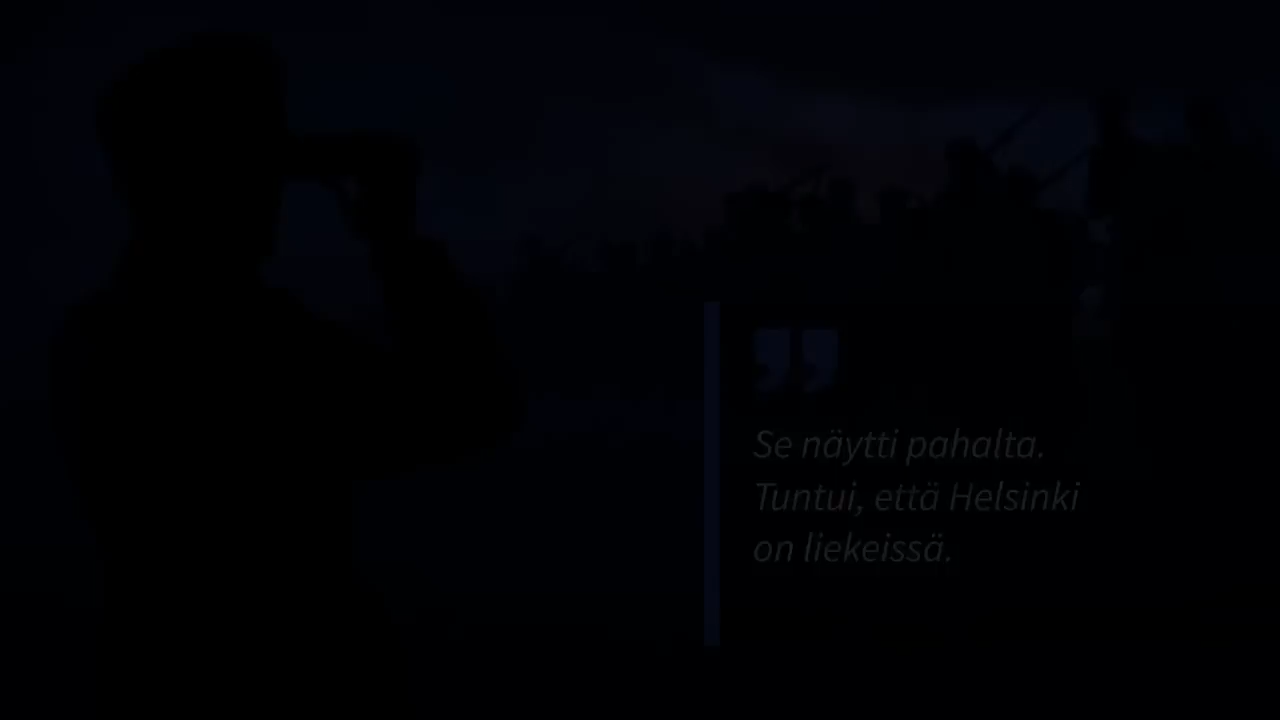 "
Se näytti pahalta.
Tuntui, että Helsinki
on liekeissä.